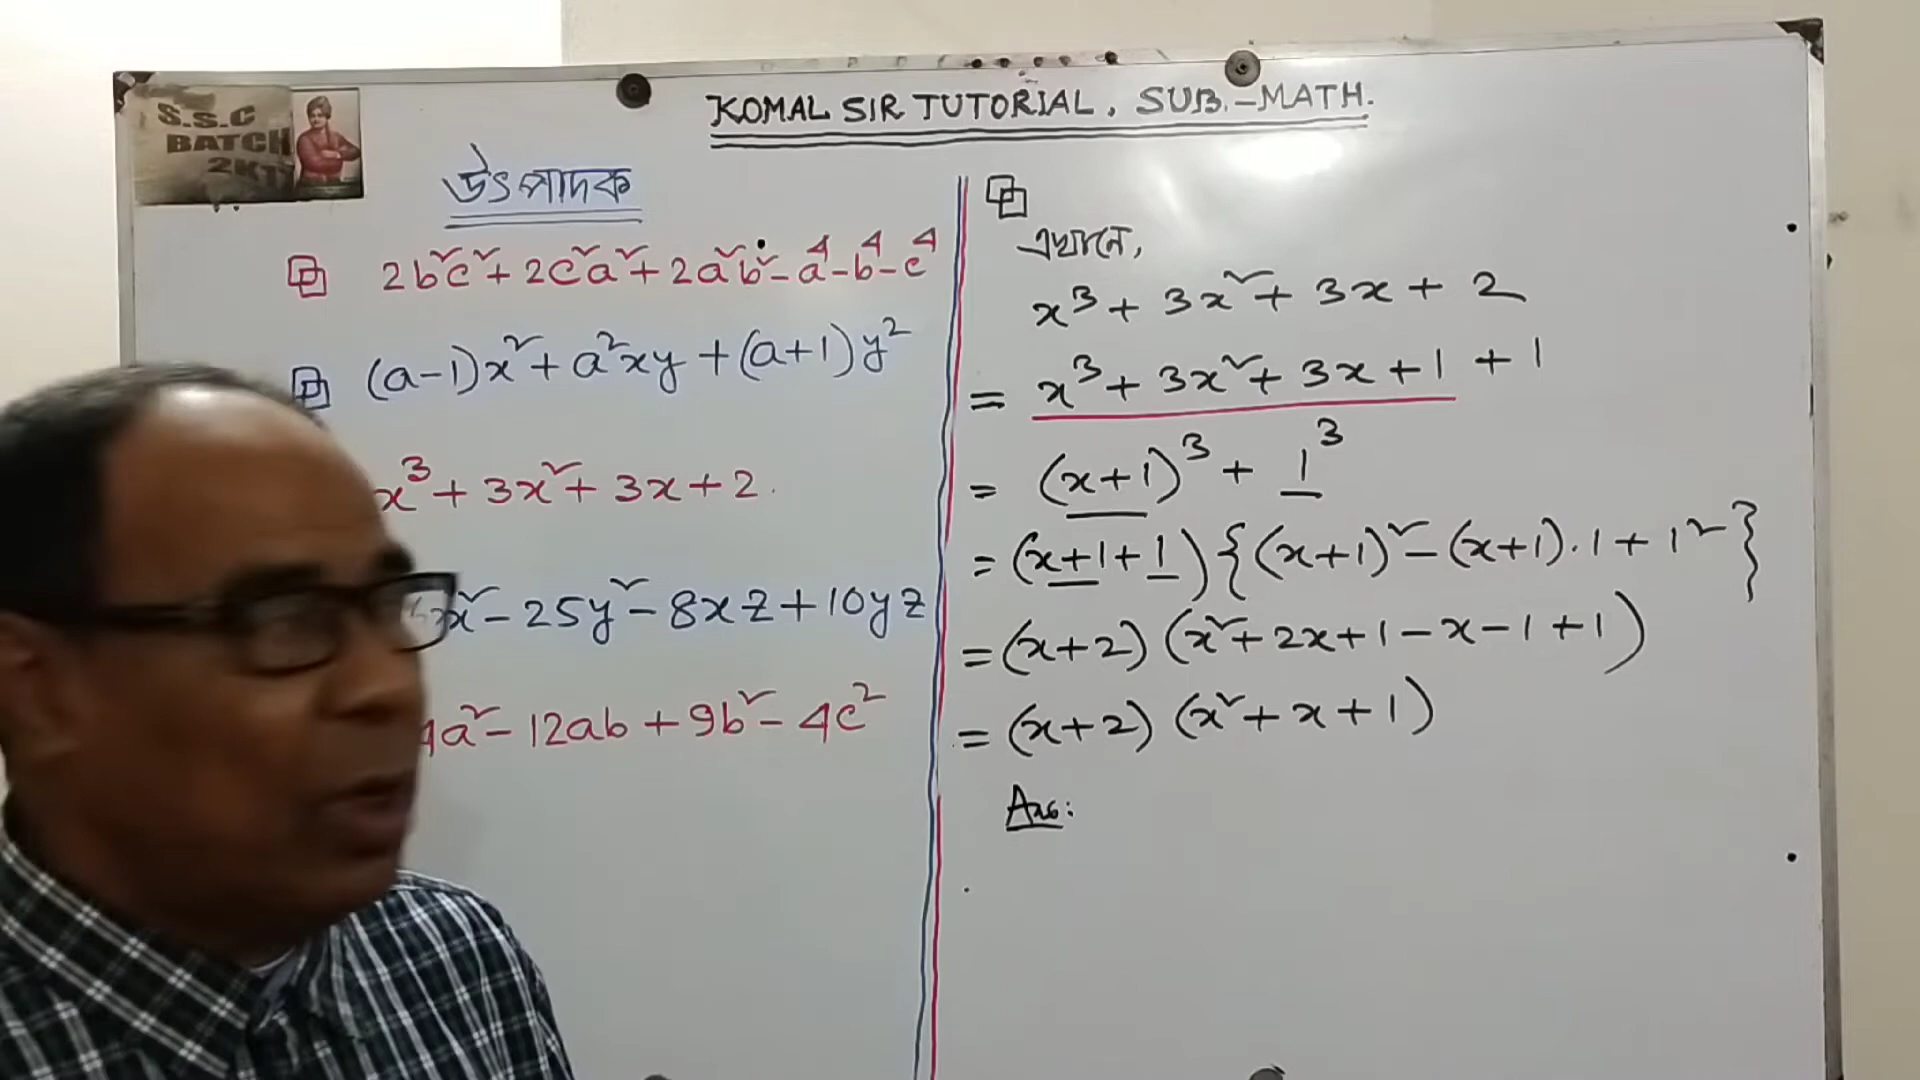 KOMAL SIR TUTORIAL, SUB.-MATH.
S.S.C
BATCH
2K1
উৎপাদক
2b²c² + 2c²a² + 2a²b² - a⁴ - b⁴ - c⁴
(a-1)x² + a²xy + (a+1)y²
x³ + 3x² + 3x + 2.
x² - 25y² - 8xz + 10yz
4a² - 12ab + 9b² - 4c²
এখানে,
x³ + 3x² + 3x + 2
= x³ + 3x² + 3x + 1 + 1
= (x+1)³ + 1³
= (x+1+1){(x+1)² - (x+1).1 + 1²}
= (x+2) (x² + 2x + 1 - x - 1 + 1)
= (x+2) (x² + x + 1)
Ans: